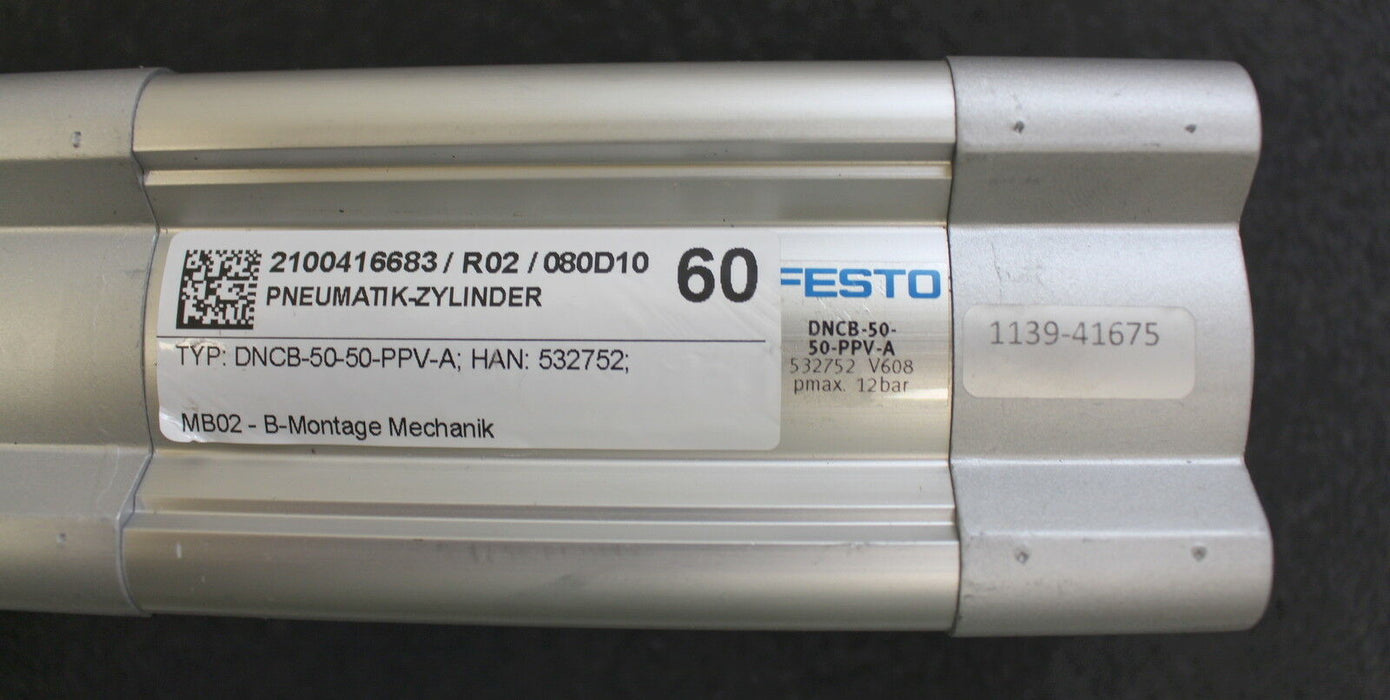 2100416683 / R02 / 080D10
60
PNEUMATIK-ZYLINDER
TYP: DNCB-50-50-PPV-A; HAN: 532752;
MB02 - B-Montage Mechanik
FESTO
DNCB-50-
50-PPV-A
532752 V608
pmax. 12bar
1139-41675